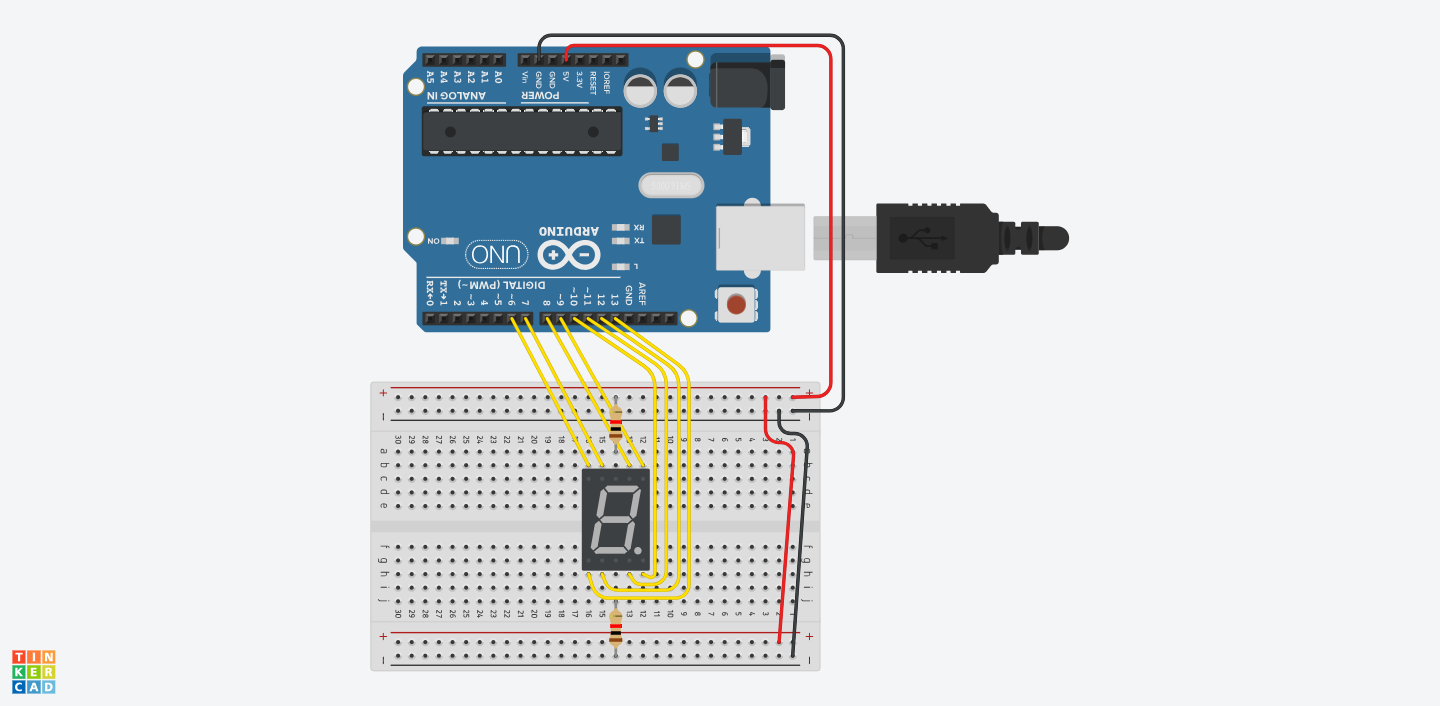 A5 A4 A3 A2 A1 A0 Vin GND GND 5V 3.3V RESET IOREF
ANALOG IN POWER
RX
ARDUINO
ON UNO TX
L
DIGITAL (PWM ~)
RX←0 TX→1 2 ~3 4 ~5 ~6 7 8 ~9 ~10 ~11 12 13 GND AREF
+ +
− −
30 29 28 27 26 25 24 23 22 21 20 19 18 17 15 13 12 11 10 9 8 7 6 5 4 3 2 1
a
b b
c c
d d
e e
f f
g g
h h
i i
j j
30 29 28 27 26 25 24 23 22 21 20 19 18 17 16 15 13 12 11 10 9 8 7 6 5 4 3 2 1
+ +
− −
TIN
KER
CAD